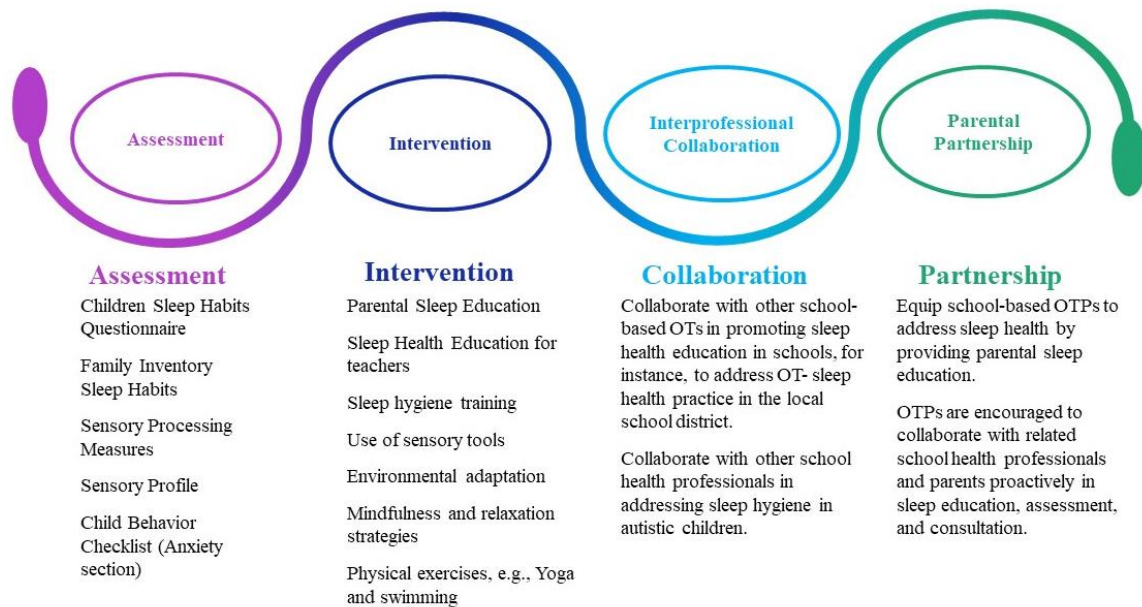 Assessment
Intervention
Interprofessional
Collaboration
Parental
Partnership
Assessment
Children Sleep Habits
Questionnaire
Family Inventory
Sleep Habits
Sensory Processing
Measures
Sensory Profile
Child Behavior
Checklist (Anxiety
section)
Intervention
Parental Sleep Education
Sleep Health Education for
teachers
Sleep hygiene training
Use of sensory tools
Environmental adaptation
Mindfulness and relaxation
strategies
Physical exercises, e.g., Yoga
and swimming
Collaboration
Collaborate with other school-
based OTs in promoting sleep
health education in schools, for
instance, to address OT- sleep
health practice in the local
school district.
Collaborate with other school
health professionals in
addressing sleep hygiene in
autistic children.
Partnership
Equip school-based OTPs to
address sleep health by
providing parental sleep
education.
OTPs are encouraged to
collaborate with related
school health professionals
and parents proactively in
sleep education, assessment,
and consultation.